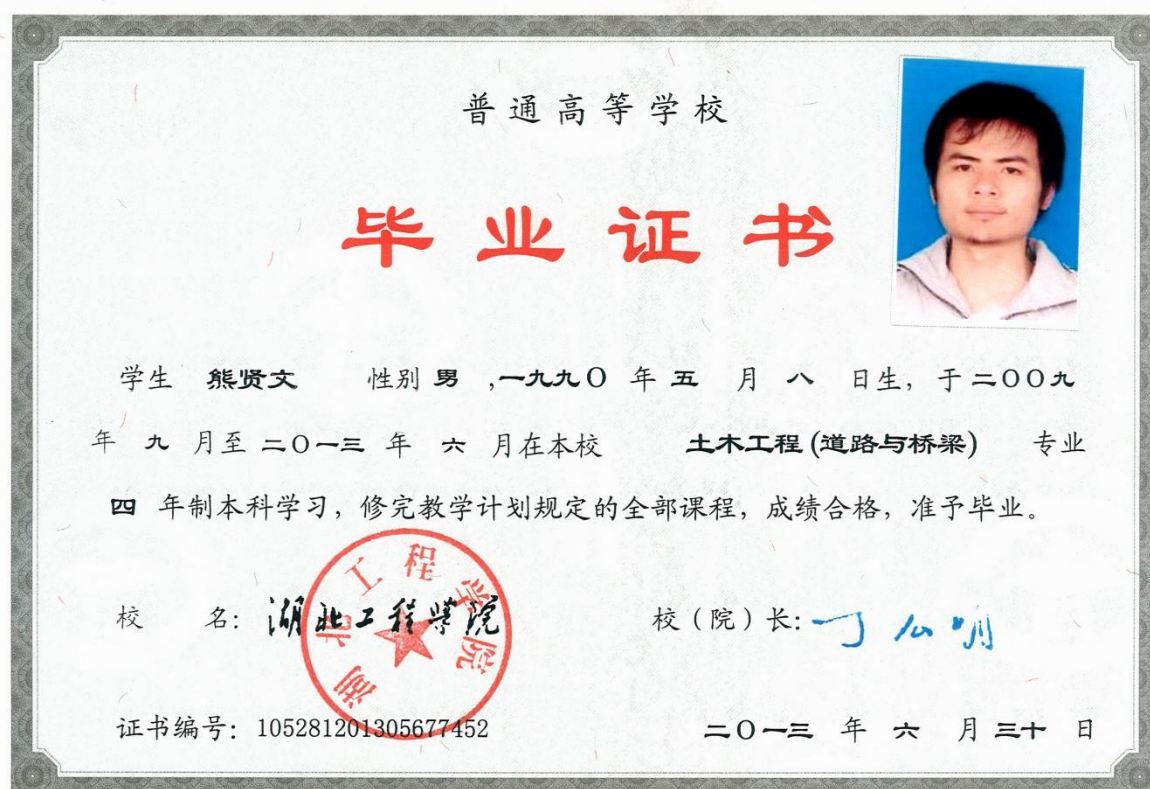 普通高等学校
毕业证书
学生 熊贤文 性别 男 ,一九九〇 年 五 月 八 日生，于 二〇〇九
年 九 月至 二〇一三 年 六 月在本校 土木工程(道路与桥梁) 专业
四 年制本科学习，修完教学计划规定的全部课程，成绩合格，准予毕业。
湖北工程学院
校 名：湖北工程学院 校（院）长：丁么明
证书编号：105281201305677452 二〇一三 年 六 月 三十 日